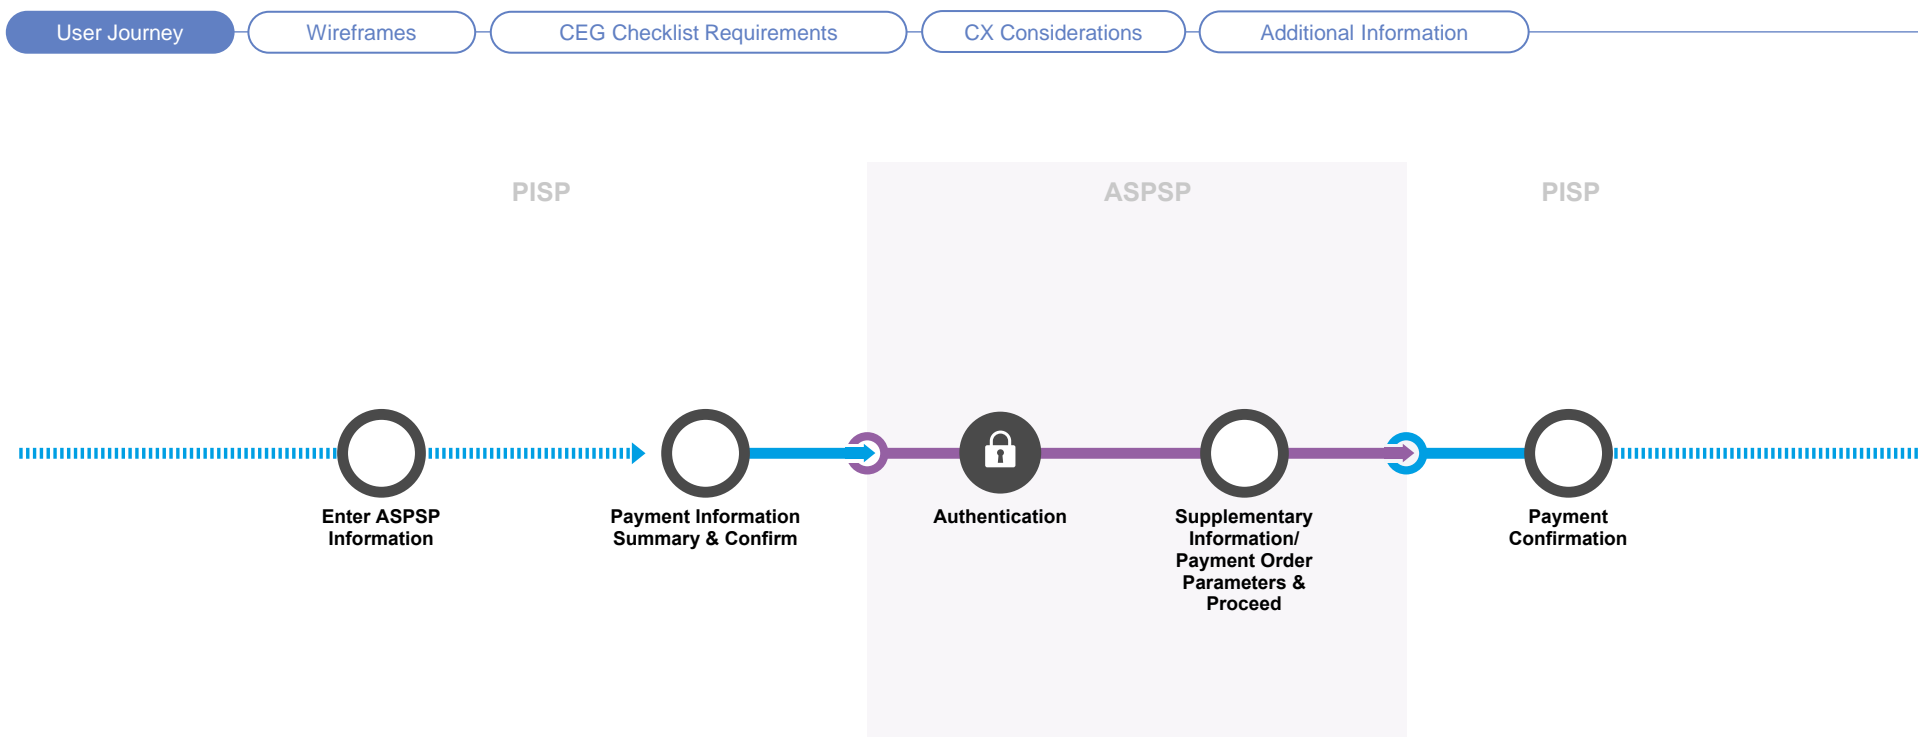 User Journey
Wireframes
CEG Checklist Requirements
CX Considerations
Additional Information
PISP
ASPSP
PISP
Enter ASPSP
Information
Payment Information
Summary & Confirm
Authentication
Supplementary
Information/
Payment Order
Parameters &
Proceed
Payment
Confirmation